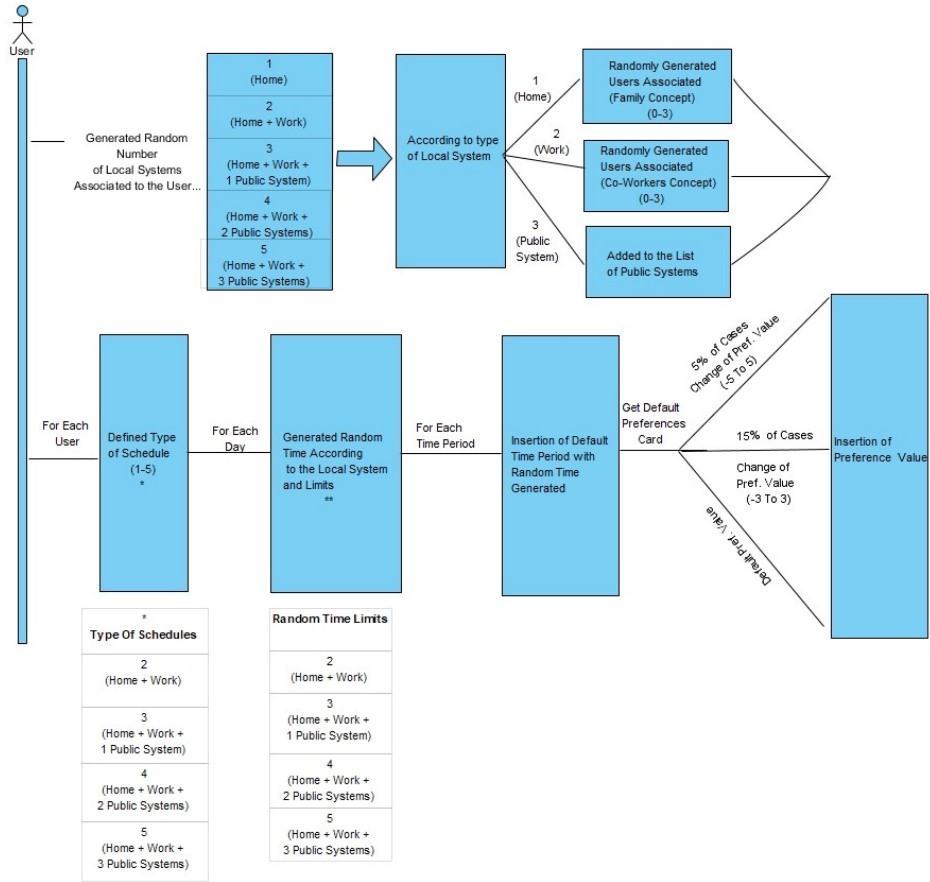 User
Generated Random
Number
of Local Systems
Associated to the User...
1
(Home)
2
(Home + Work)
3
(Home + Work +
1 Public System)
4
(Home + Work +
2 Public Systems)
5
(Home + Work +
3 Public Systems)
According to type
of Local System
1
(Home)
2
(Work)
3
(Public
System)
Randomly Generated
Users Associated
(Family Concept)
(0-3)
Randomly Generated
Users Associated
(Co-Workers Concept)
(0-3)
Added to the List
of Public Systems
For Each
User
Defined Type
of Schedule
(1-5)
*
For Each
Day
Generated Random
Time According
to the Local System
and Limits
**
For Each
Time Period
Insertion of Default
Time Period with
Random Time
Generated
Get Default
Preferences
Card
5% of Cases
Change of Pref. Value
(-5 To 5)
15% of Cases
Change of
Pref. Value
(-3 To 3)
Default Pref. Value
Insertion of
Preference Value
*
Type Of Schedules
2
(Home + Work)
3
(Home + Work +
1 Public System)
4
(Home + Work +
2 Public Systems)
5
(Home + Work +
3 Public Systems)
Random Time Limits
2
(Home + Work)
3
(Home + Work +
1 Public System)
4
(Home + Work +
2 Public Systems)
5
(Home + Work +
3 Public Systems)